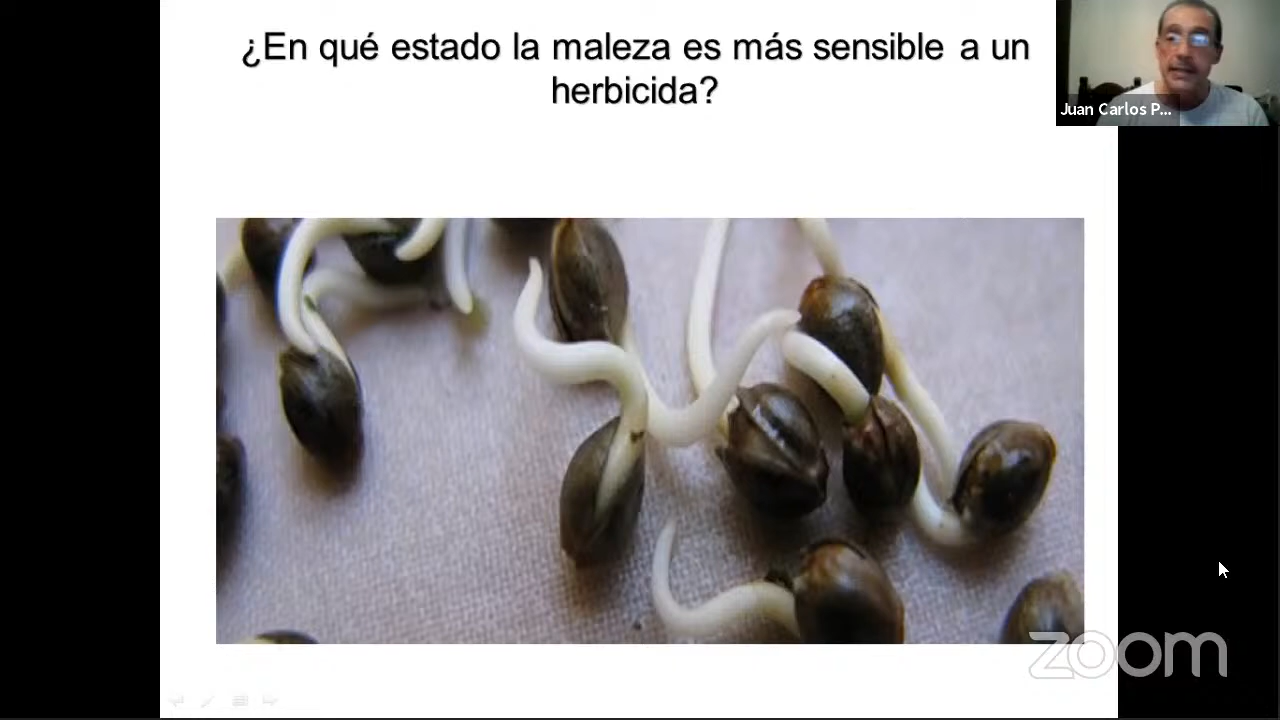 ¿En qué estado la maleza es más sensible a un
herbicida?
Juan Carlos P...
zoom